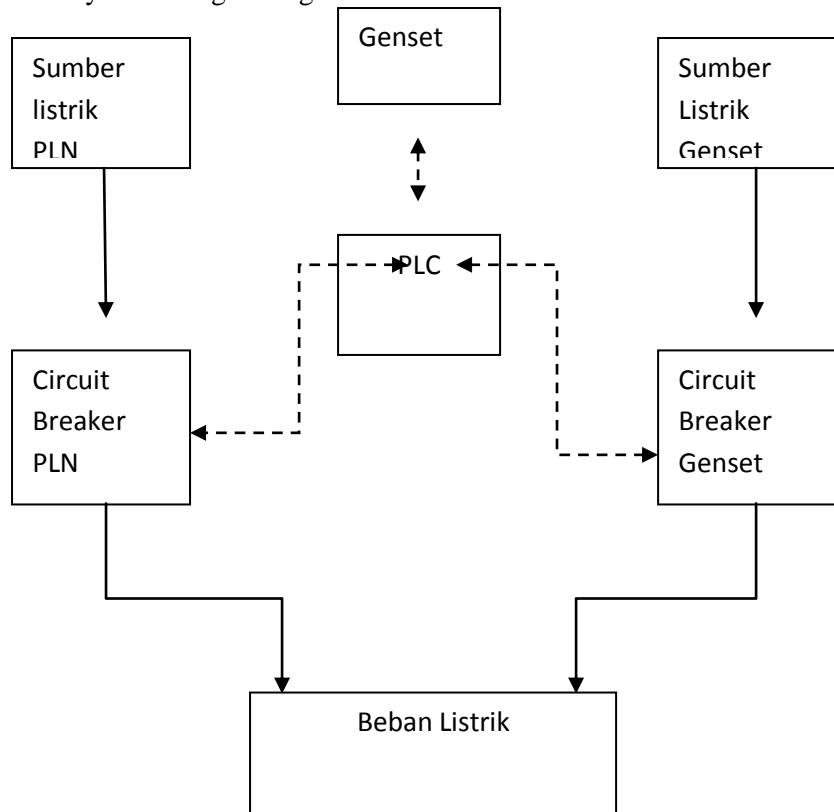 Genset
Sumber
listrik
PLN
Sumber
Listrik
Genset
PLC
Circuit
Breaker
PLN
Circuit
Breaker
Genset
Beban Listrik